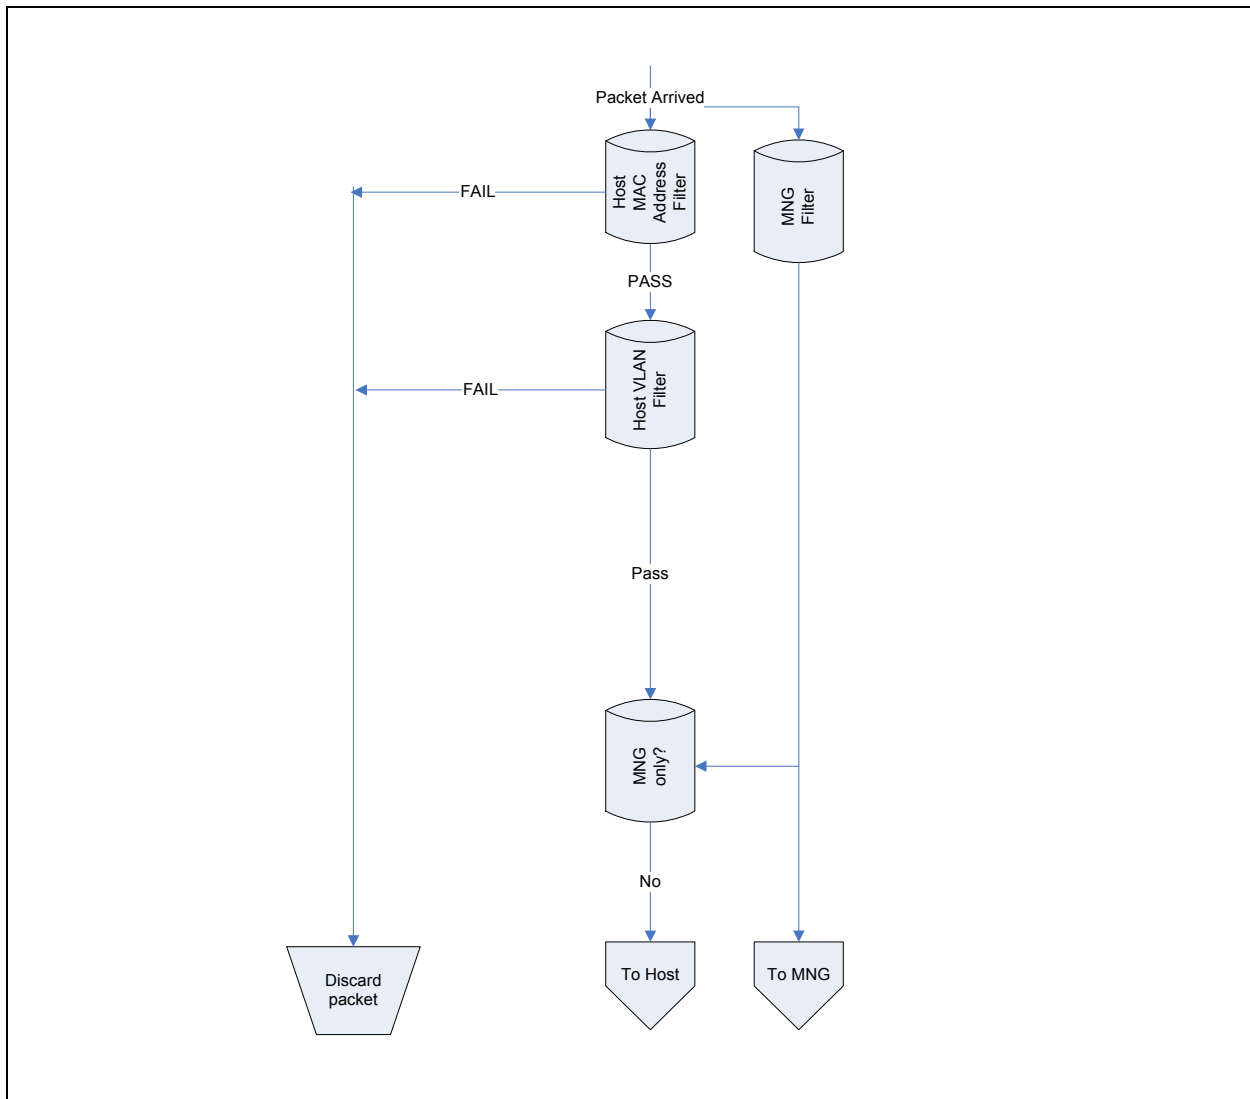 Packet Arrived
Host
MAC
Address
Filter
MNG
Filter
FAIL
PASS
Host VLAN
Filter
FAIL
Pass
MNG
only?
No
Discard
packet
To Host
To MNG